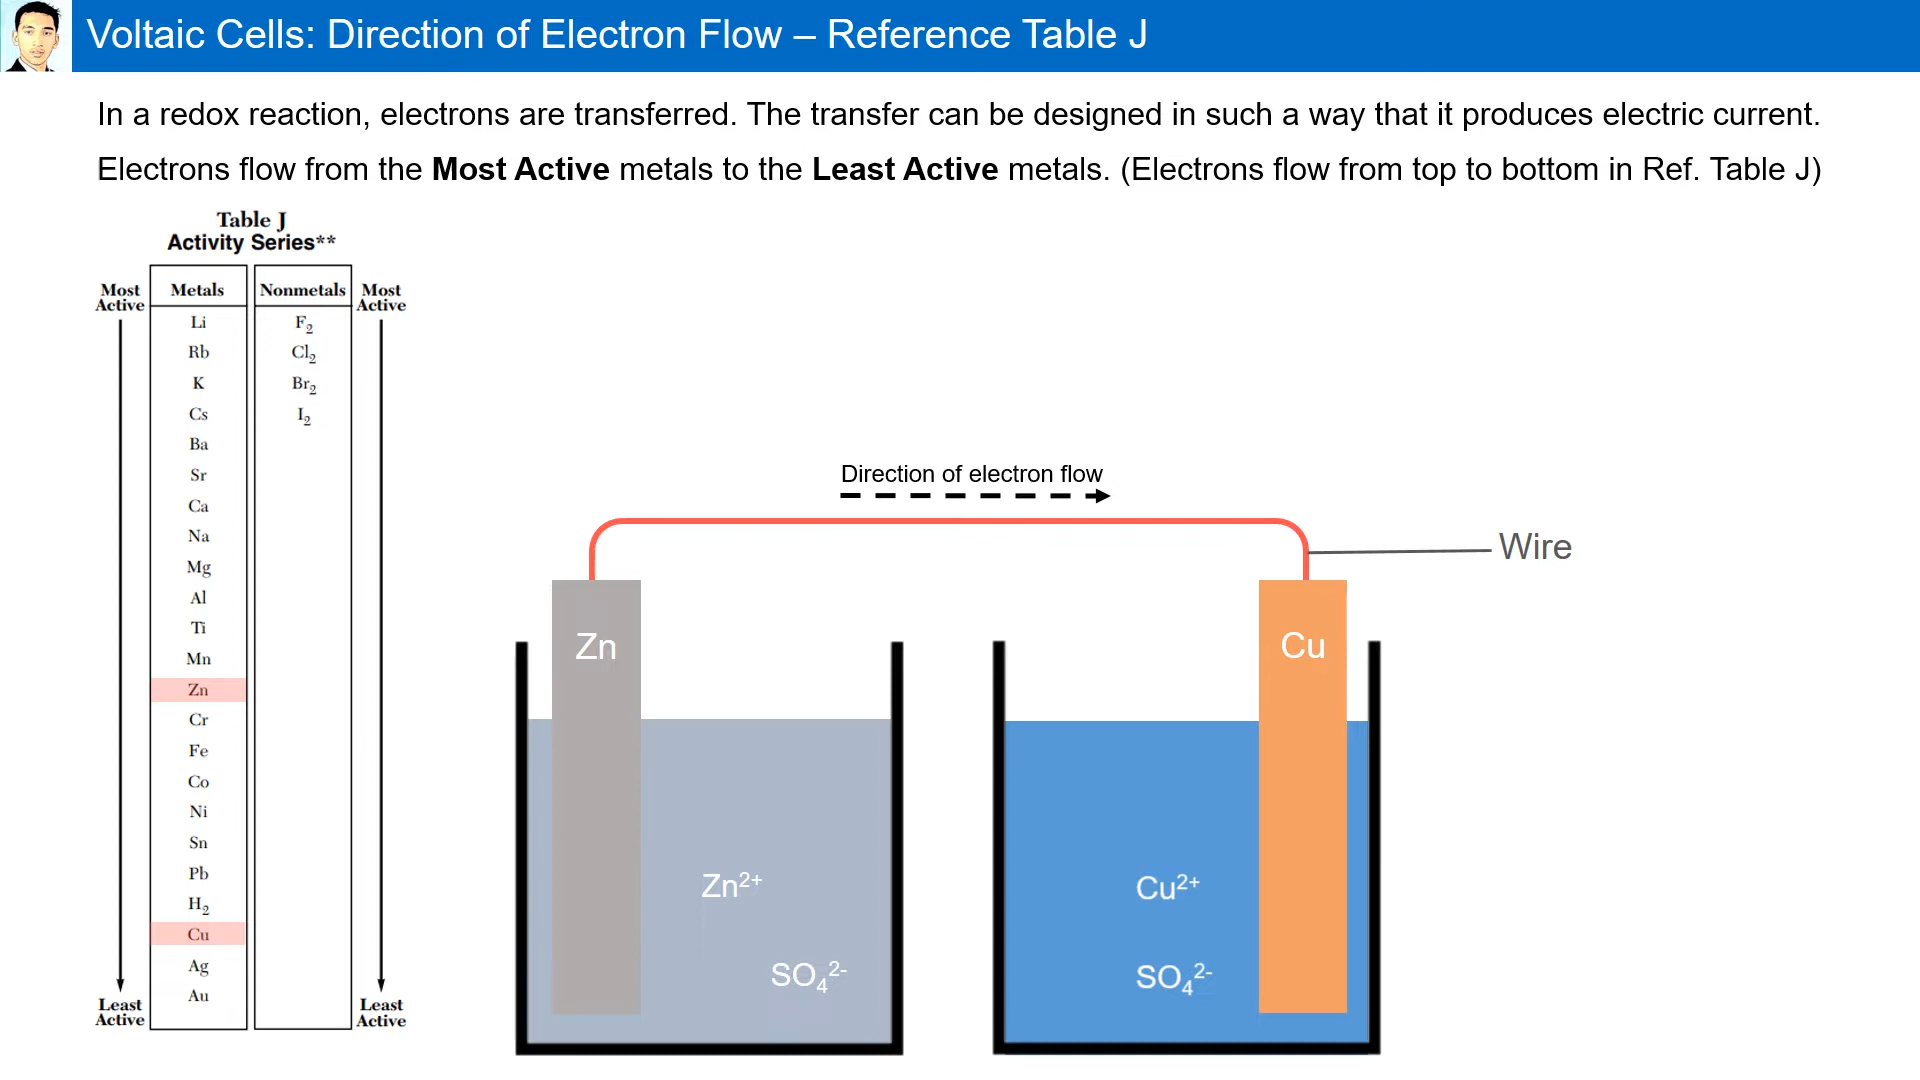 Voltaic Cells: Direction of Electron Flow – Reference Table J
In a redox reaction, electrons are transferred. The transfer can be designed in such a way that it produces electric current.
Electrons flow from the Most Active metals to the Least Active metals. (Electrons flow from top to bottom in Ref. Table J)
Table J
Activity Series**
Most Active
Metals
Nonmetals
Most Active
Li
F₂
Rb
Cl₂
K
Br₂
Cs
I₂
Ba
Sr
Ca
Na
Mg
Al
Ti
Mn
Zn
Cr
Fe
Co
Ni
Sn
Pb
H₂
Cu
Ag
Au
Least Active
Least Active
Direction of electron flow
Wire
Zn
Cu
Zn²⁺
SO₄²⁻
Cu²⁺
SO₄²⁻